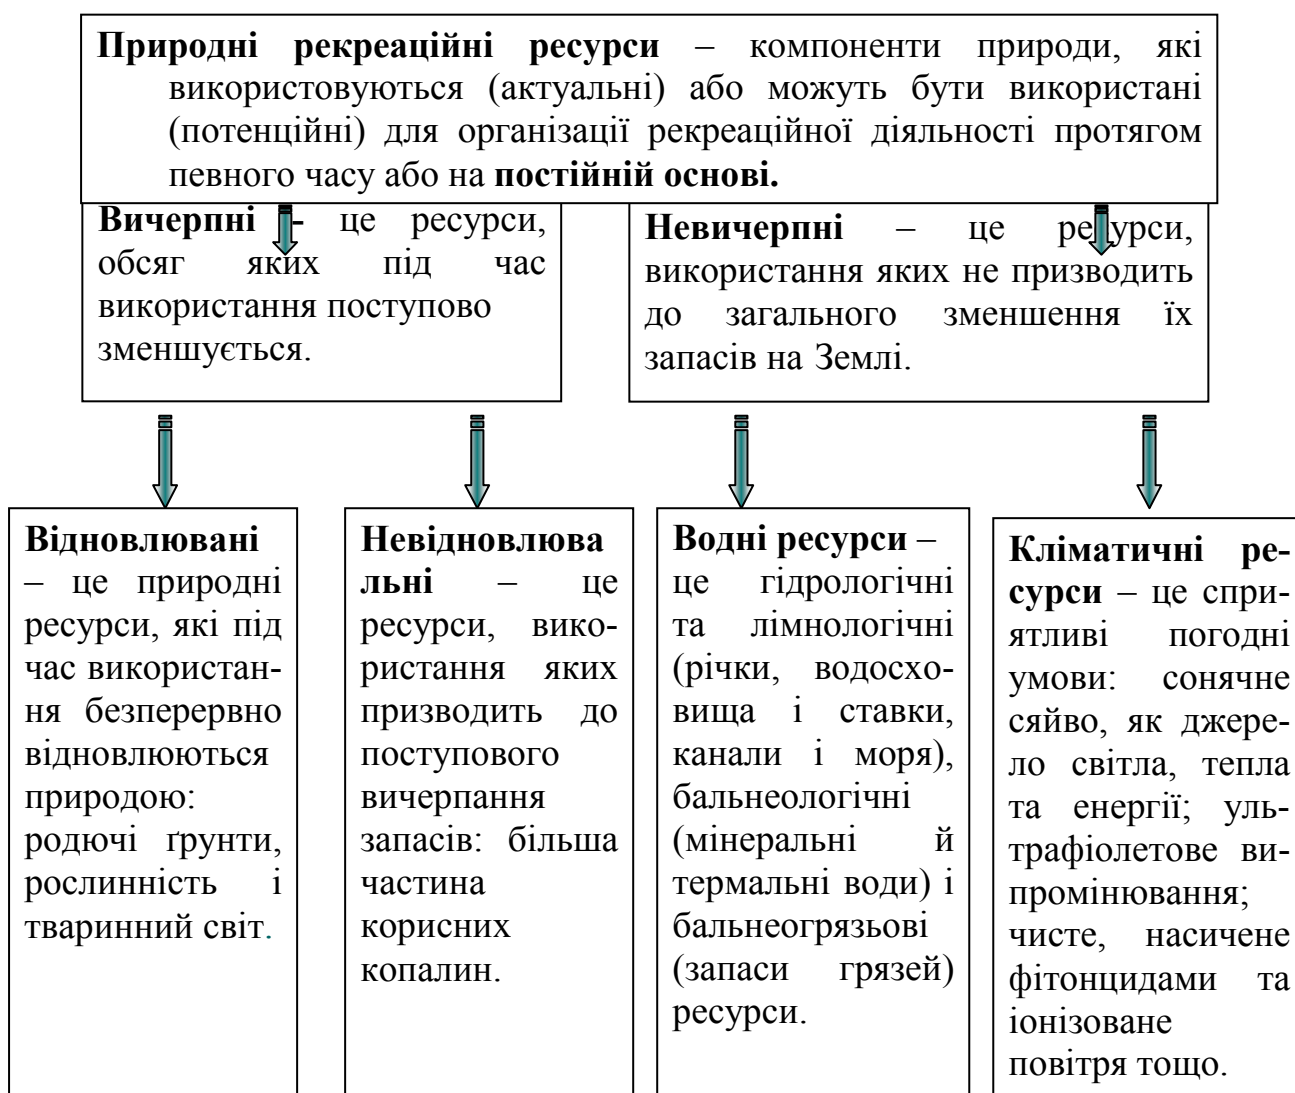 Природні рекреаційні ресурси – компоненти природи, які
використовуються (актуальні) або можуть бути використані
(потенційні) для організації рекреаційної діяльності протягом
певного часу або на постійній основі.
Вичерпні - це ресурси,
обсяг яких під час
використання поступово
зменшується.
Невичерпні – це ресурси,
використання яких не призводить
до загального зменшення їх
запасів на Землі.
Відновлювані
– це природні
ресурси, які під
час використан-
ня безперервно
відновлюються
природою:
родючі ґрунти,
рослинність і
тваринний світ.
Невідновлюва
льні – це
ресурси, вико-
ристання яких
призводить до
поступового
вичерпання
запасів: більша
частина
корисних
копалин.
Водні ресурси –
це гідрологічні
та лімнологічні
(річки, водосхо-
вища і ставки,
канали і моря),
бальнеологічні
(мінеральні й
термальні води) і
бальнеогрязьові
(запаси грязей)
ресурси.
Кліматичні ре-
сурси – це спри-
ятливі погодні
умови: сонячне
сяйво, як джере-
ло світла, тепла
та енергії; уль-
трафіолетове ви-
промінювання;
чисте, насичене
фітонцидами та
іонізоване
повітря тощо.